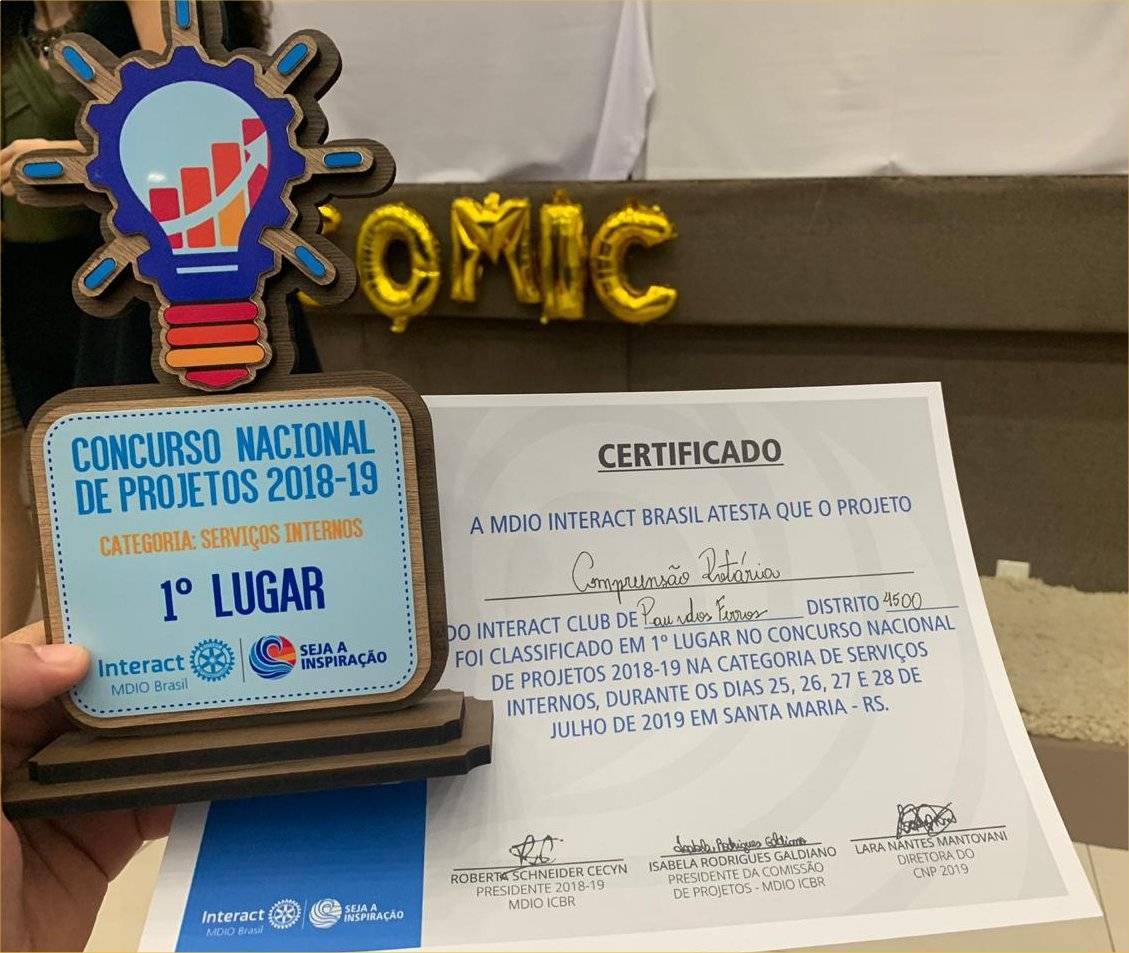 OMIC
CONCURSO NACIONAL
DE PROJETOS 2018-19
CATEGORIA: SERVIÇOS INTERNOS
1º LUGAR
Interact
MDIO Brasil
SEJA A
INSPIRAÇÃO
CERTIFICADO
A MDIO INTERACT BRASIL ATESTA QUE O PROJETO
Compreensão Rotária
DO INTERACT CLUB DE Pau dos Ferros DISTRITO 4500
FOI CLASSIFICADO EM 1º LUGAR NO CONCURSO NACIONAL
DE PROJETOS 2018-19 NA CATEGORIA DE SERVIÇOS
INTERNOS, DURANTE OS DIAS 25, 26, 27 E 28 DE
JULHO DE 2019 EM SANTA MARIA - RS.
RC
ROBERTA SCHNEIDER CECYN
PRESIDENTE 2018-19
MDIO ICBR
Isabela Rodrigues Galdiano
ISABELA RODRIGUES GALDIANO
PRESIDENTE DA COMISSÃO
DE PROJETOS - MDIO ICBR
LARA NANTES MANTOVANI
DIRETORA DO
CNP 2019
Interact
MDIO Brasil
SEJA A
INSPIRAÇÃO